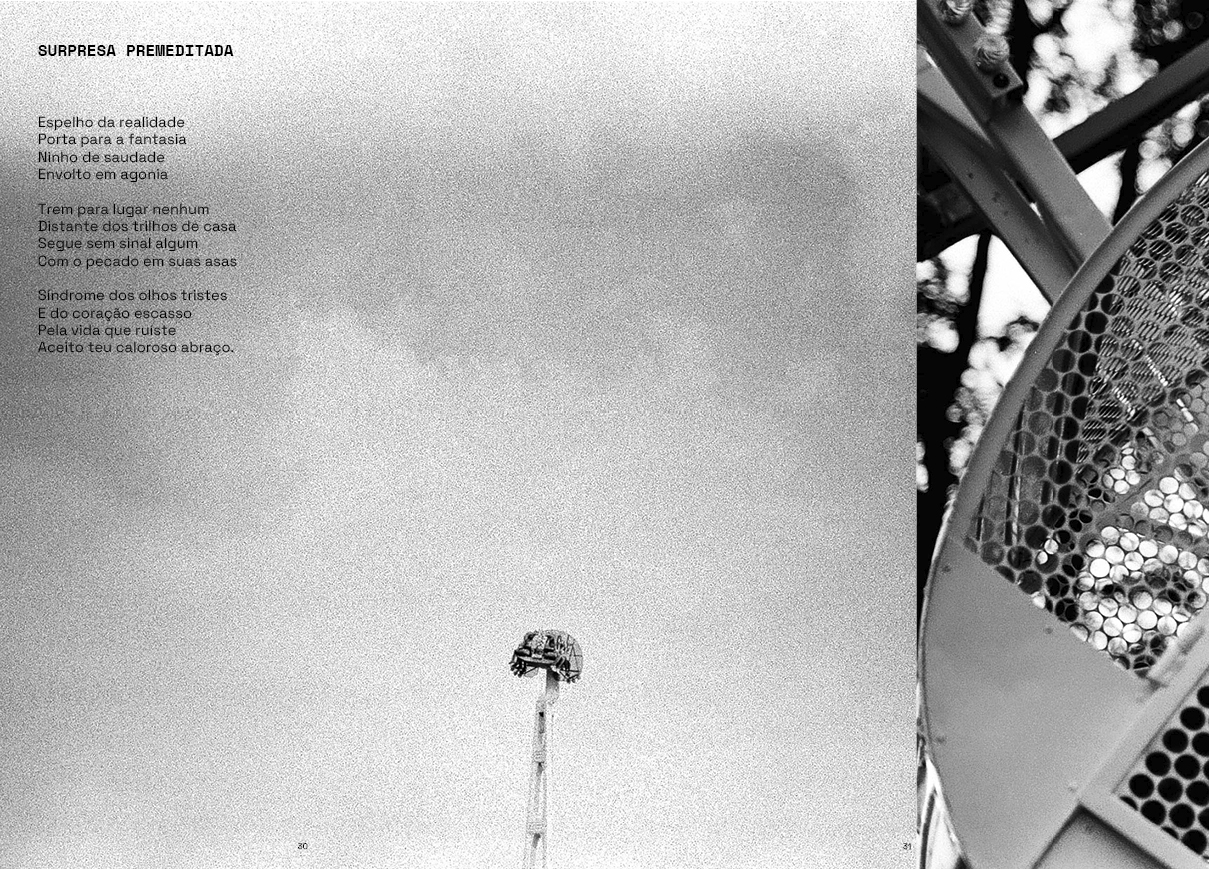 SURPRESA PREMEDITADA
Espelho da realidade
Porta para a fantasia
Ninho de saudade
Envolto em agonia
Trem para lugar nenhum
Distante dos trilhos de casa
Segue sem sinal algum
Com o pecado em suas asas
Síndrome dos olhos tristes
E do coração escasso
Pela vida que ruíste
Aceito teu caloroso abraço.
30
31